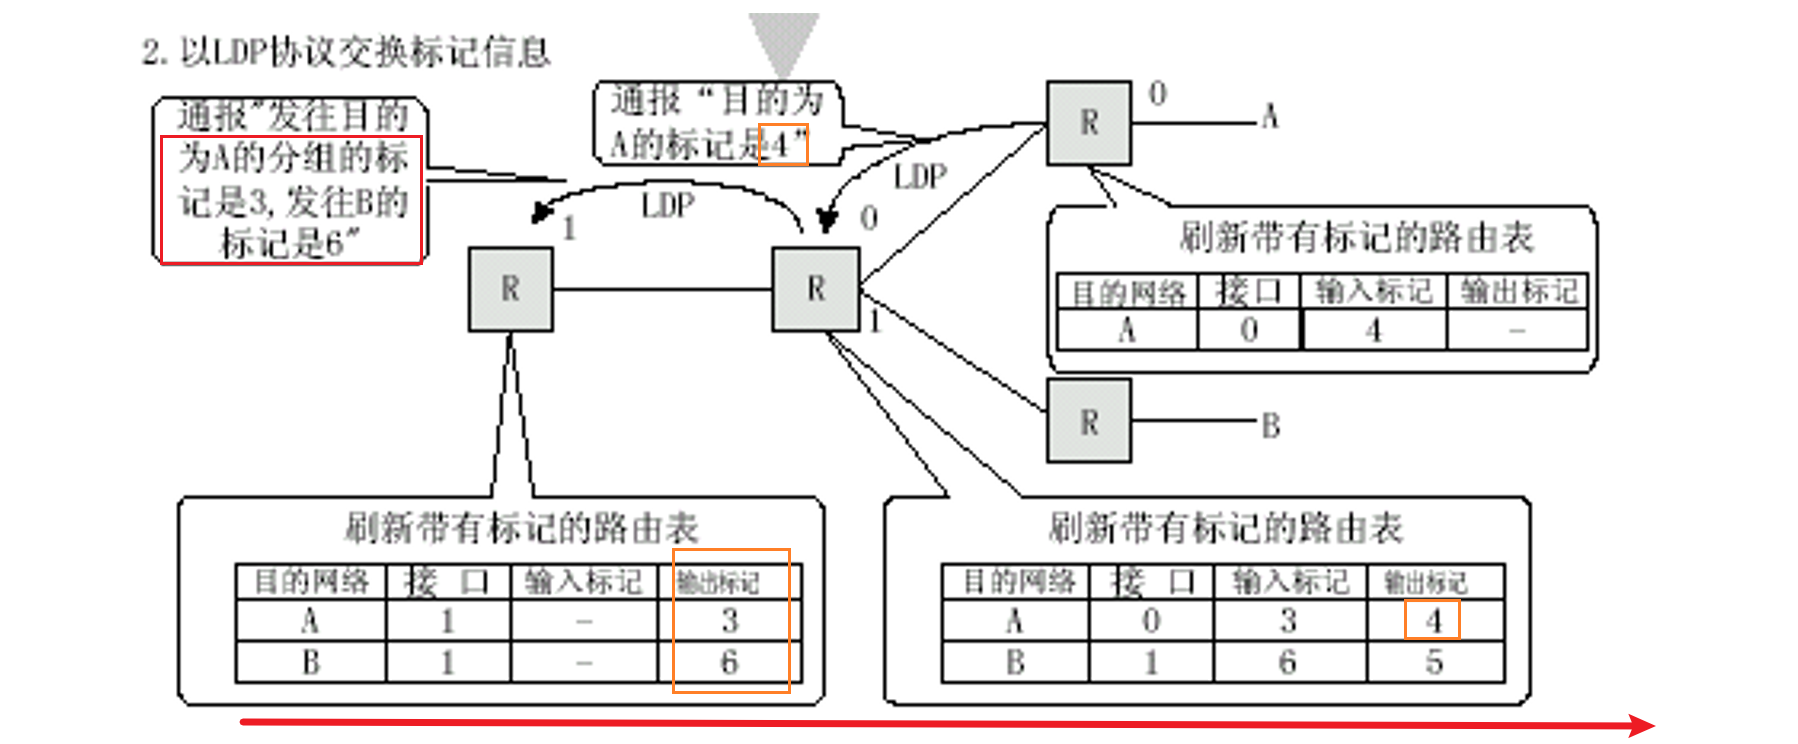 2.以LDP协议交换标记信息
通报"发往目的
为A的分组的标
记是3,发往B的
标记是6"
通报“目的为
A的标记是4”
R
0
A
LDP
LDP
1
0
R
R
1
刷新带有标记的路由表
目的网络 接口 输入标记 输出标记
A 0 4 -
R
B
刷新带有标记的路由表
目的网络 接 口 输入标记 输出标记
A 1 - 3
B 1 - 6
刷新带有标记的路由表
目的网络 接 口 输入标记 输出标记
A 0 3 4
B 1 6 5